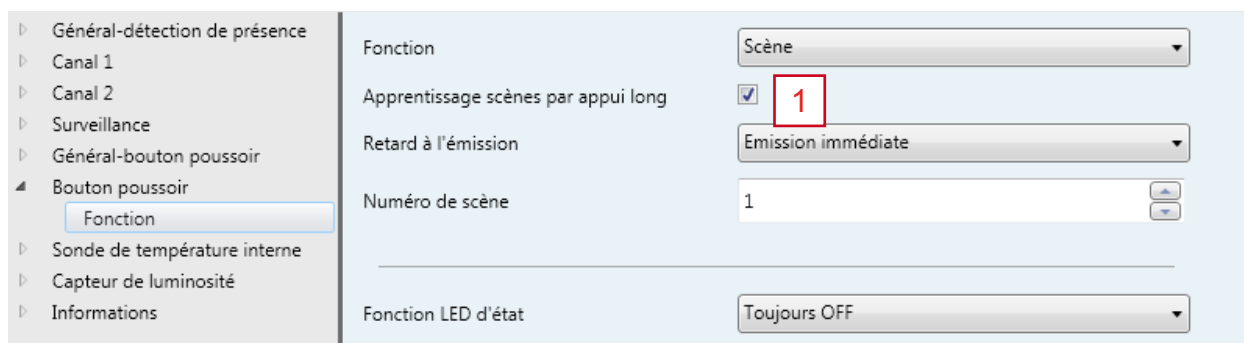 Général-détection de présence
Canal 1
Canal 2
Surveillance
Général-bouton poussoir
Bouton poussoir
Fonction
Sonde de température interne
Capteur de luminosité
Informations
Fonction
Scène
Apprentissage scènes par appui long
1
Retard à l'émission
Emission immédiate
Numéro de scène
1
Fonction LED d'état
Toujours OFF